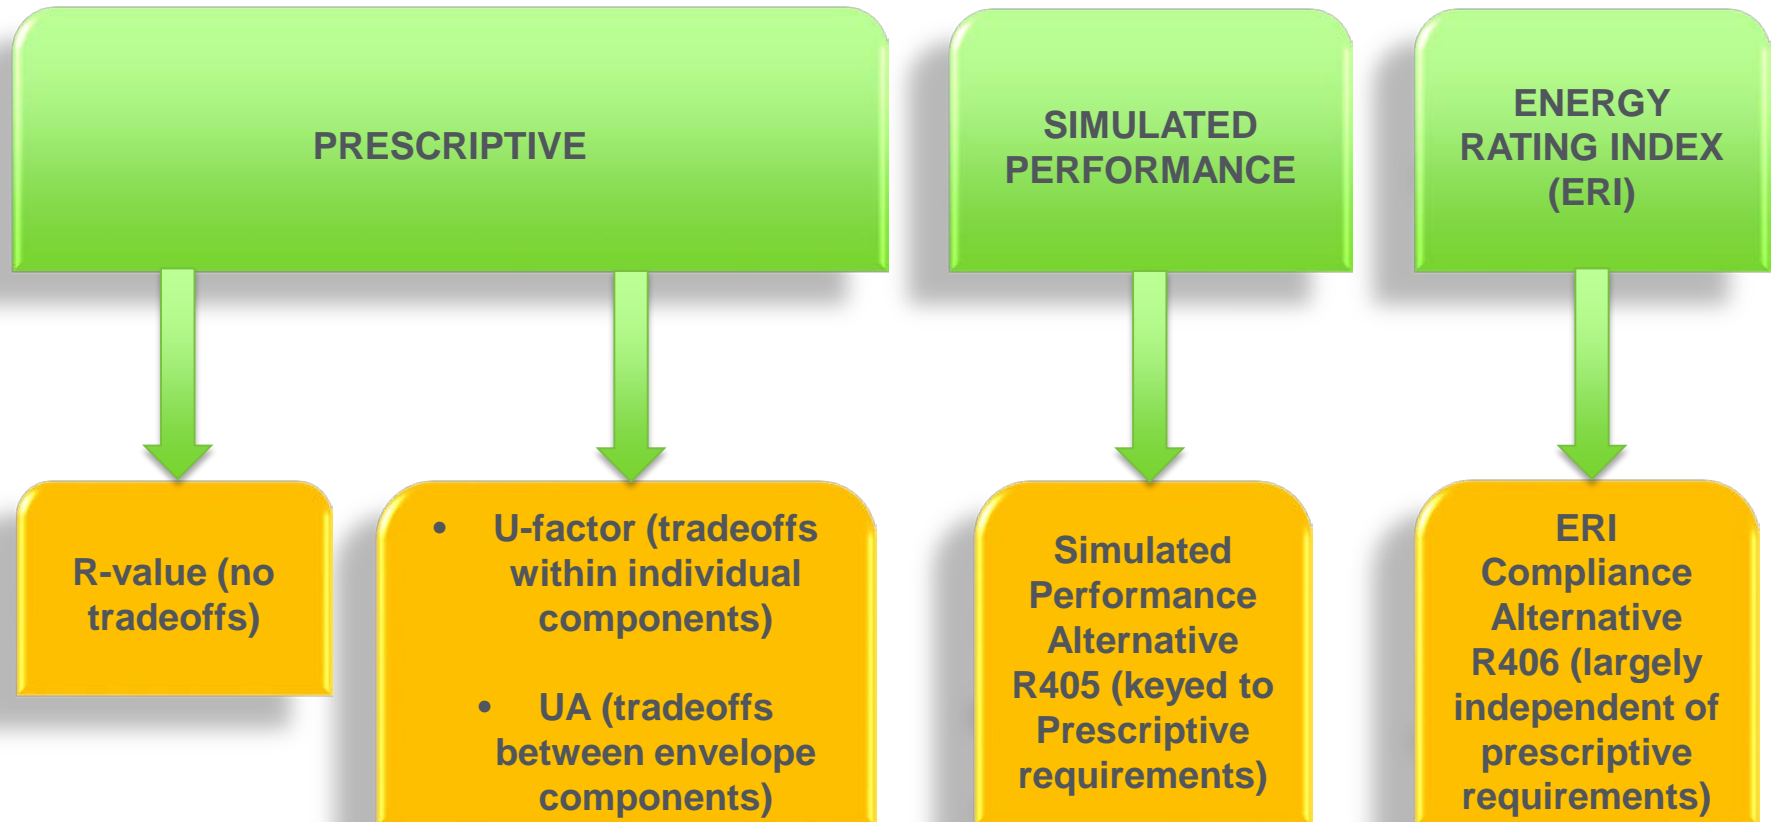 PRESCRIPTIVE
SIMULATED
PERFORMANCE
ENERGY
RATING INDEX
(ERI)
R-value (no
tradeoffs)
• U-factor (tradeoffs
within individual
components)
• UA (tradeoffs
between envelope
components)
Simulated
Performance
Alternative
R405 (keyed to
Prescriptive
requirements)
ERI
Compliance
Alternative
R406 (largely
independent of
prescriptive
requirements)